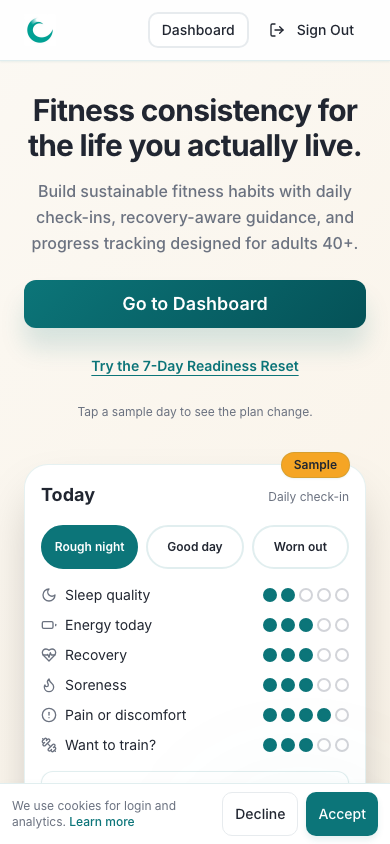 Dashboard
Sign Out
Fitness consistency for
the life you actually live.
Build sustainable fitness habits with daily
check-ins, recovery-aware guidance, and
progress tracking designed for adults 40+.
Go to Dashboard
Try the 7-Day Readiness Reset
Tap a sample day to see the plan change.
Sample
Today
Daily check-in
Rough night
Good day
Worn out
Sleep quality
Energy today
Recovery
Soreness
Pain or discomfort
Want to train?
We use cookies for login and
analytics. Learn more
Decline
Accept